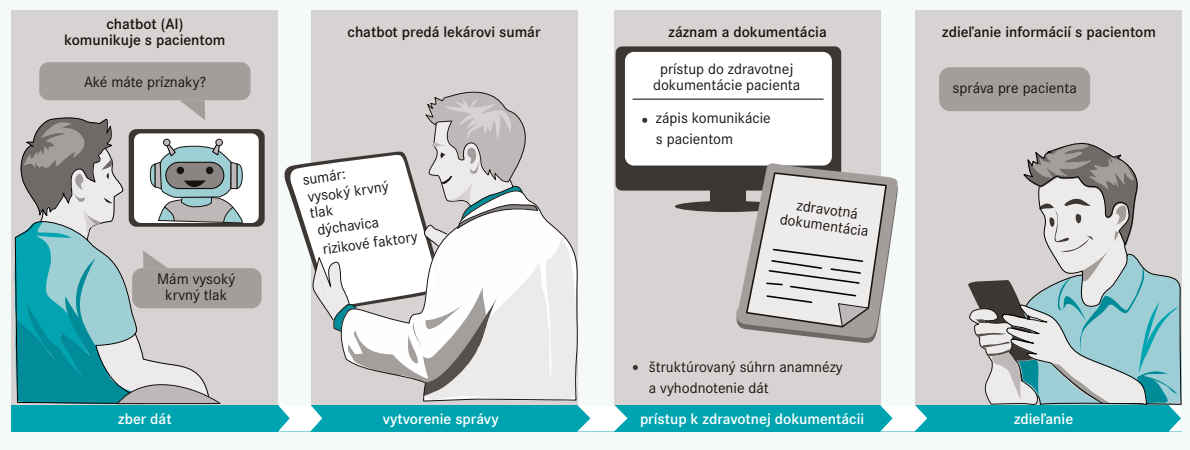 chatbot (AI)
komunikuje s pacientom
Aké máte príznaky?
Mám vysoký
krvný tlak
zber dát
chatbot predá lekárovi sumár
sumár:
vysoký krvný
tlak
dýchavica
rizikové faktory
vytvorenie správy
záznam a dokumentácia
prístup do zdravotnej
dokumentácie pacienta
• zápis komunikácie
s pacientom
zdravotná
dokumentácia
• štruktúrovaný súhrn anamnézy
a vyhodnotenie dát
prístup k zdravotnej dokumentácii
zdieľanie informácií s pacientom
správa pre pacienta
zdieľanie